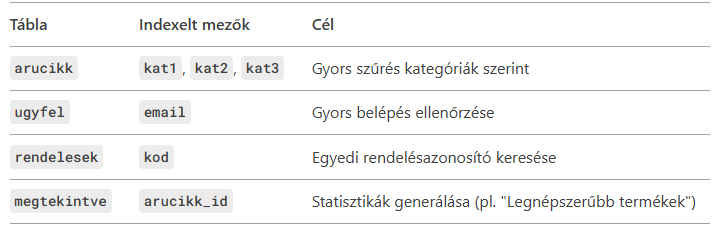 Tábla Indexelt mezők Cél
arucikk kat1, kat2, kat3 Gyors szűrés kategóriák szerint
ugyfel email Gyors belépés ellenőrzése
rendelesek kod Egyedi rendelésazonosító keresése
megtekintve arucikk_id Statisztikák generálása (pl. "Legnépszerűbb termékek")